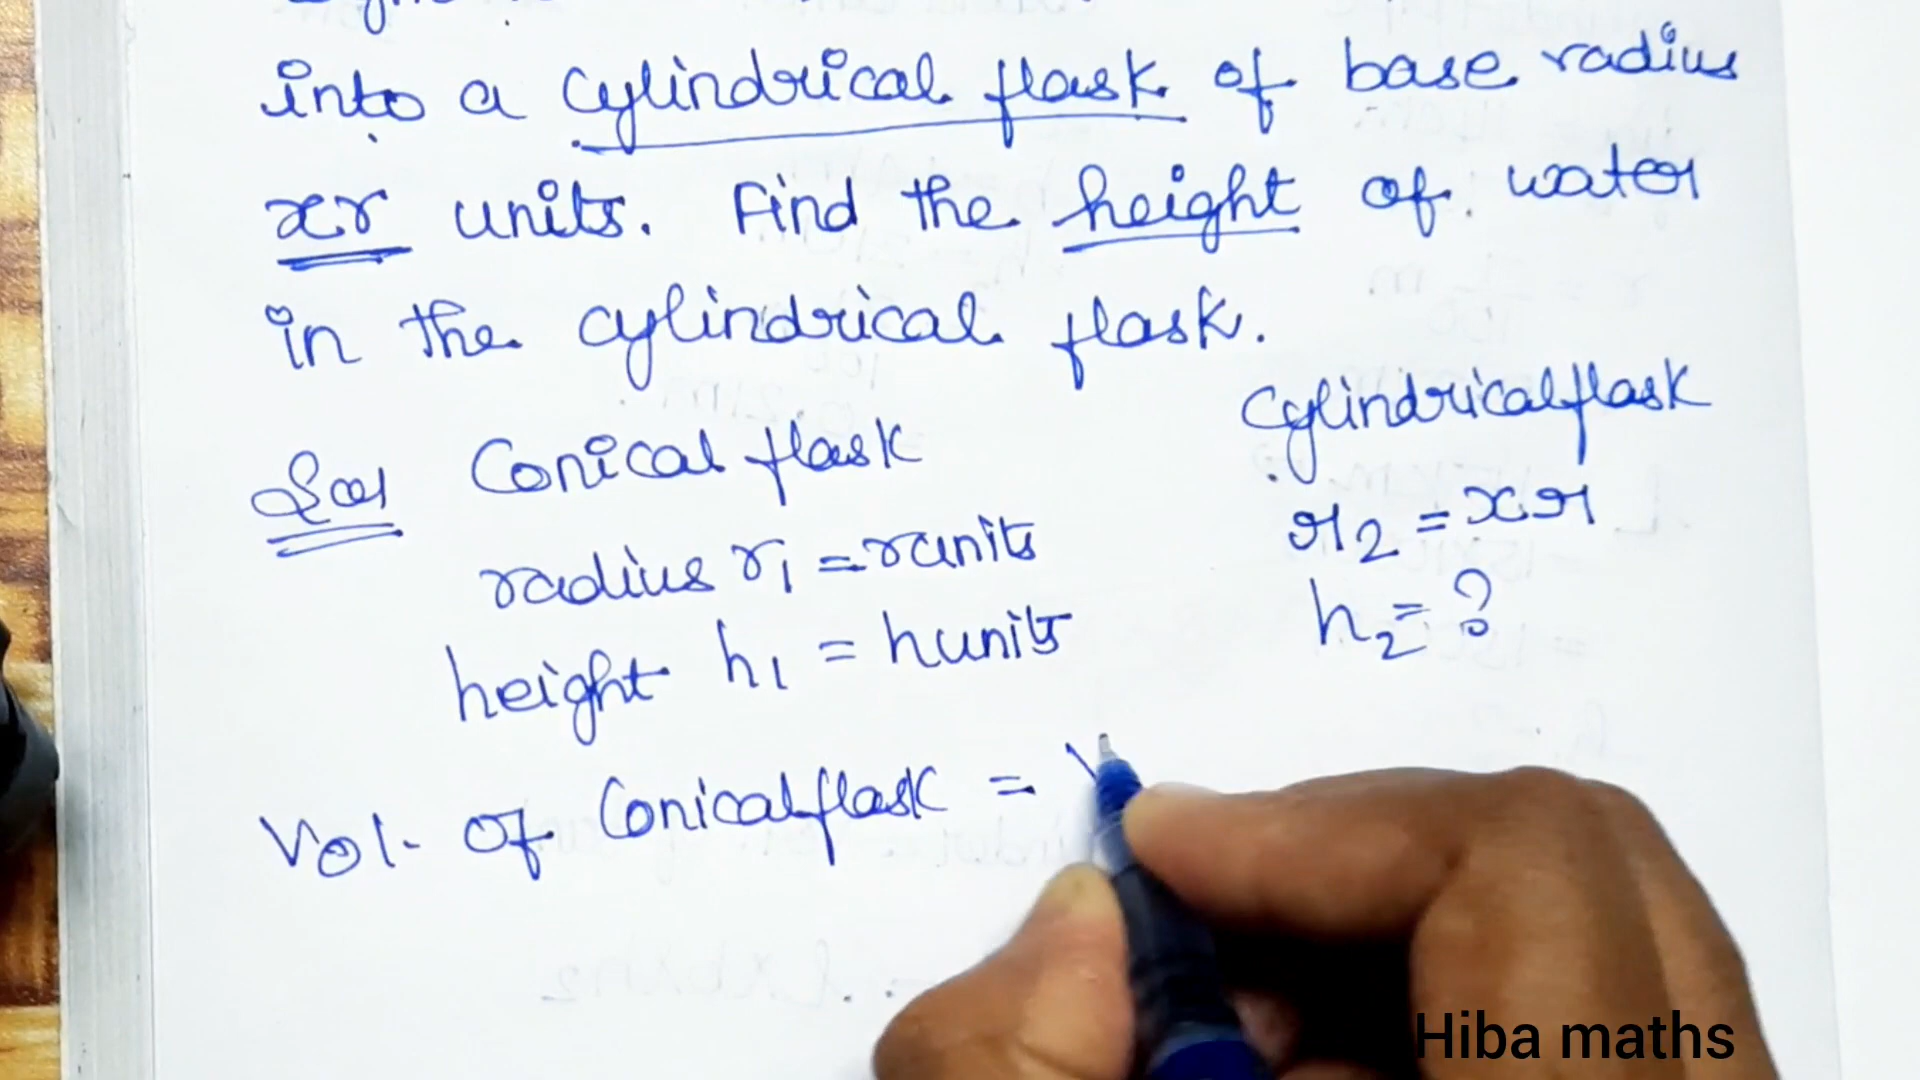 into a cylindrical flask of base radius
xr units. Find the height of water
in the cylindrical flask.
Sol Conical flask
Cylindrical flask
radius r₁ = r units
r₂ = xr
height h₁ = h units
h₂ = ?
Vol. of Conical flask =
Hiba maths